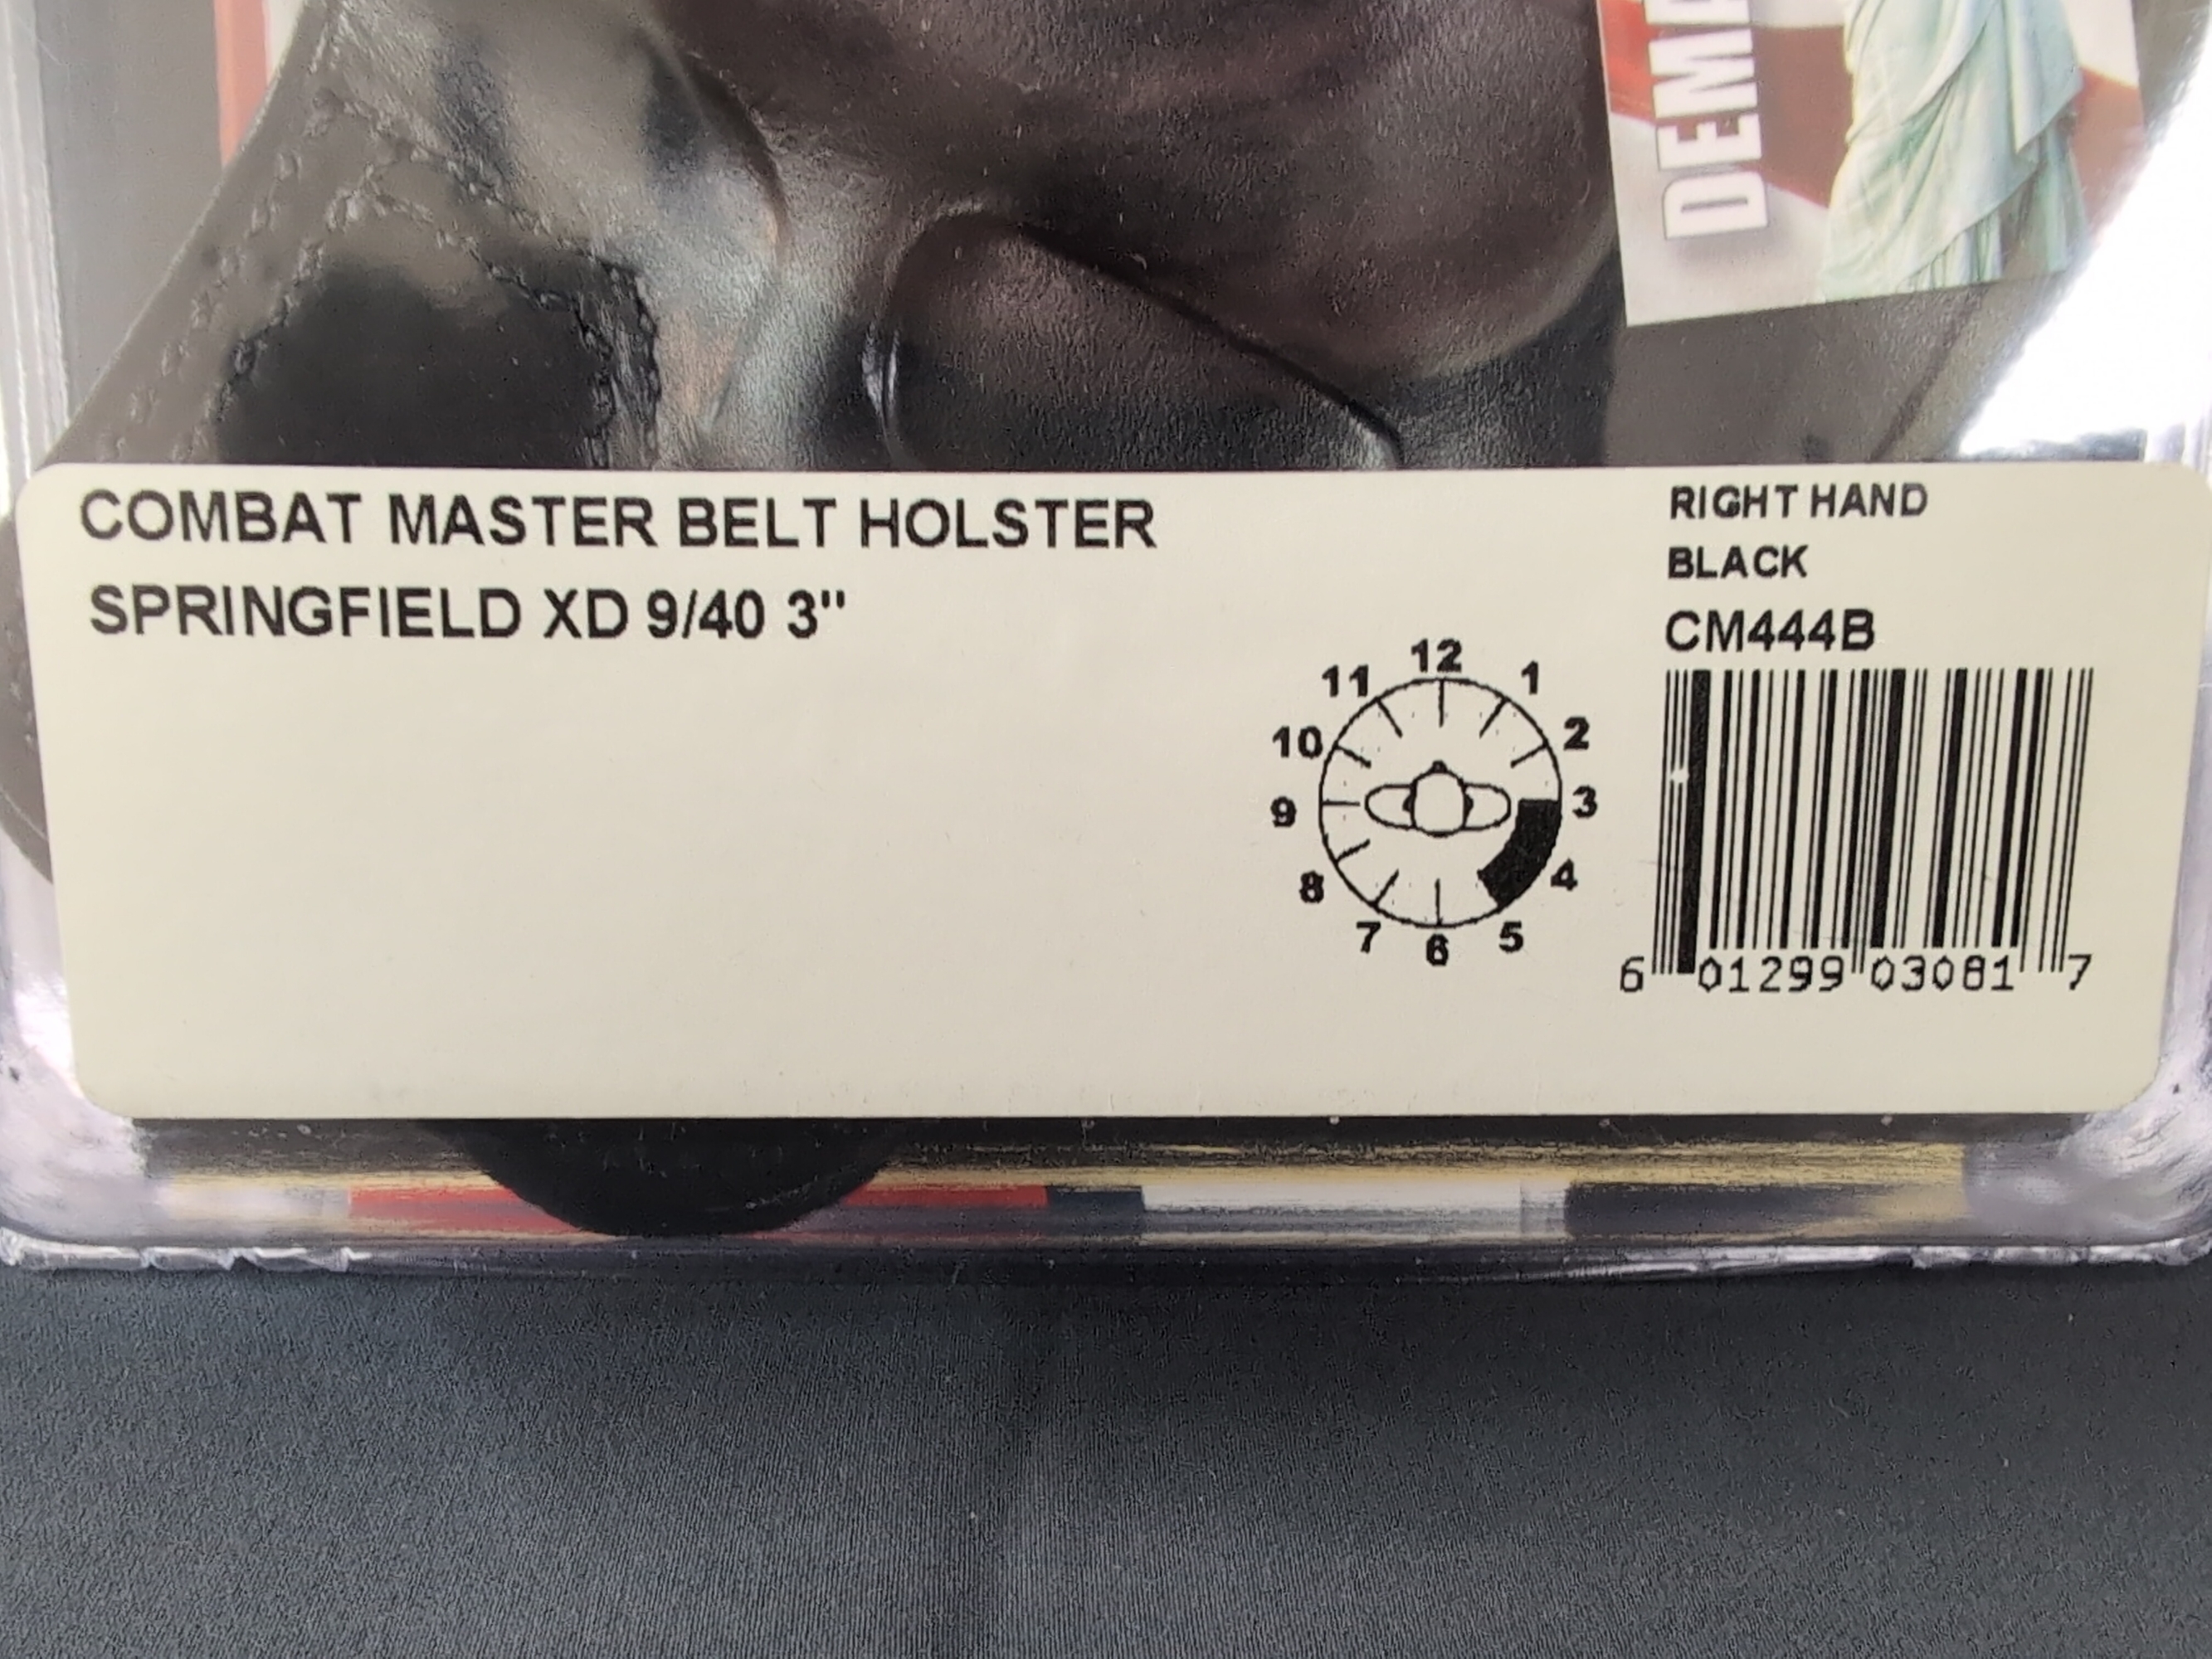 DEMA
COMBAT MASTER BELT HOLSTER
SPRINGFIELD XD 9/40 3"
RIGHT HAND
BLACK
CM444B
12
11
1
10
2
9
3
8
4
7
6
5
6 01299 03081 7